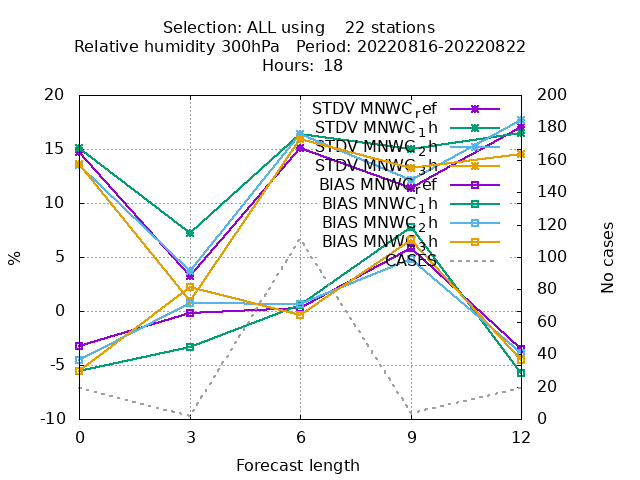 Selection: ALL using    22 stations
Relative humidity 300hPa   Period: 20220816-20220822
Hours: 18
STDV MNWC_ref
STDV MNWC_1h
STDV MNWC_2h
STDV MNWC_3h
BIAS MNWC_ref
BIAS MNWC_1h
BIAS MNWC_2h
BIAS MNWC_3h
CASES
20
15
10
5
0
-5
-10
%
200
180
160
140
120
100
80
60
40
20
0
No cases
0 3 6 9 12
Forecast length